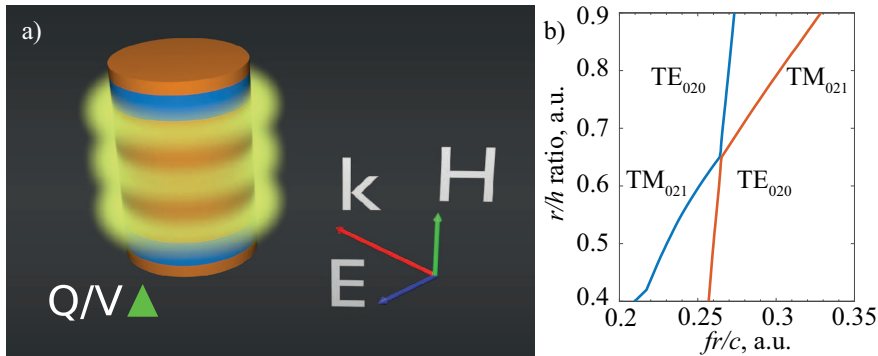 a)
k
H
E
Q/V
b)
r/h ratio, a.u.
0.9
0.8
0.7
0.6
0.5
0.4
TE₀₂₀
TM₀₂₁
TM₀₂₁
TE₀₂₀
0.2
0.25
0.3
0.35
fr/c, a.u.